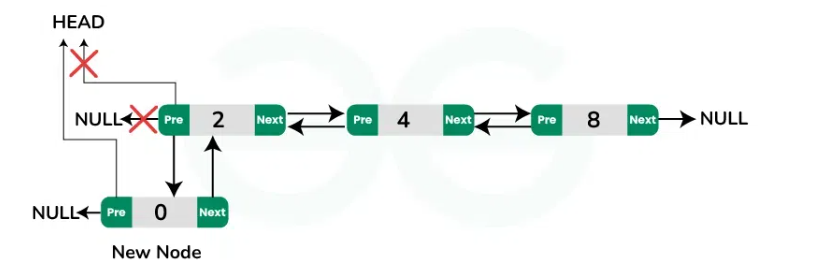 HEAD
NULL Pre 2 Next Pre 4 Next Pre 8 Next NULL
NULL Pre 0 Next
New Node